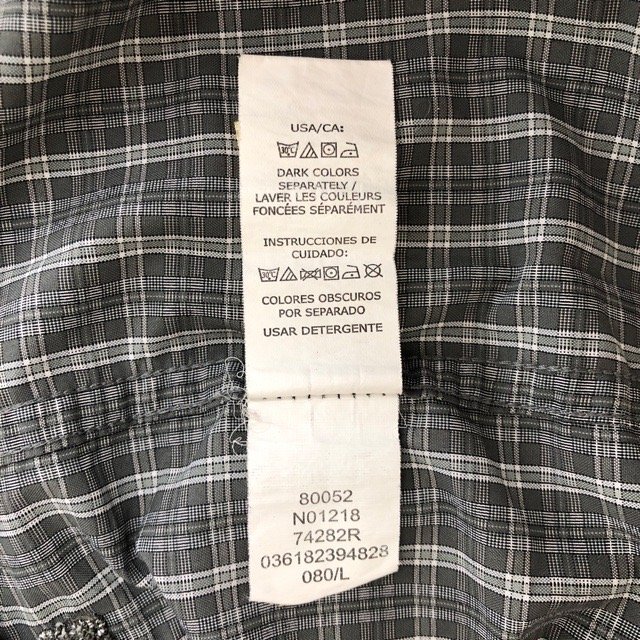 USA/CA:
DARK COLORS
SEPARATELY/
LAVER LES COULEURS
FONCÉES SÉPARÉMENT
INSTRUCCIONES DE
CUIDADO:
COLORES OBSCUROS
POR SEPARADO
USAR DETERGENTE
80052
N01218
74282R
036182394828
080/L